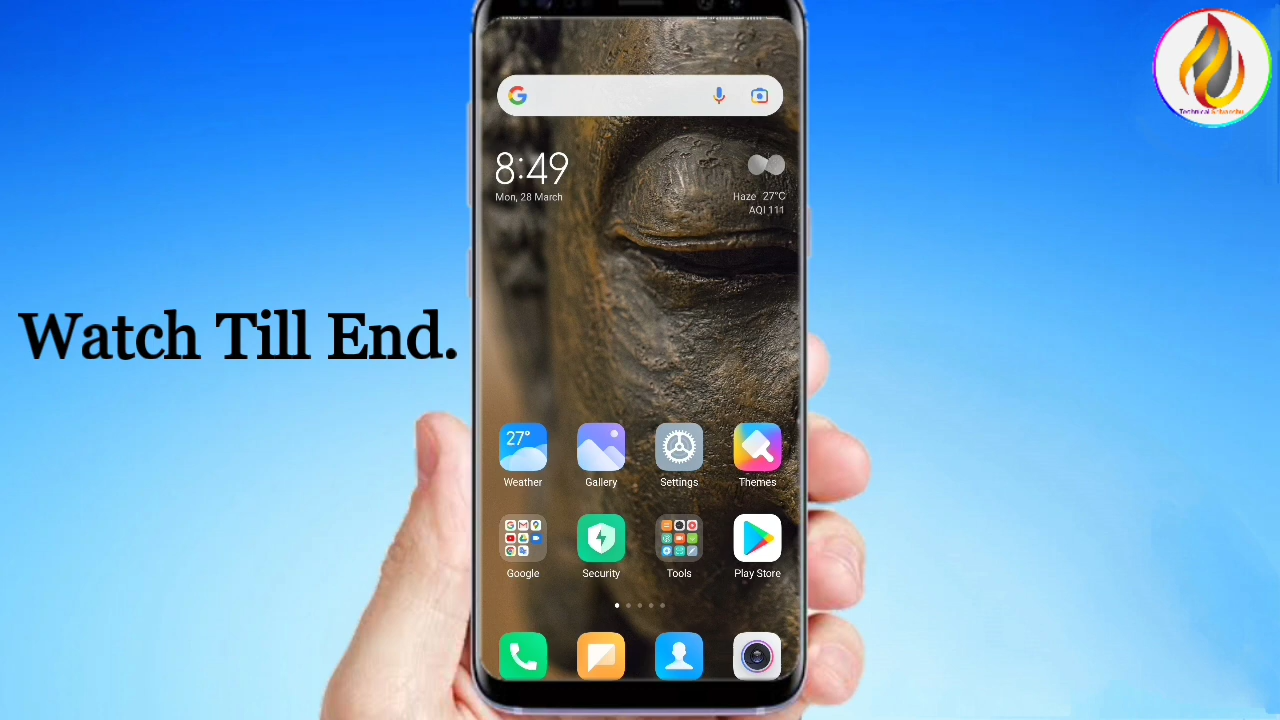 8:49
Mon, 28 March
Haze 27°C
AQI 111
Watch Till End.
27°
Weather
Gallery
Settings
Themes
Google
Security
Tools
Play Store
Technical